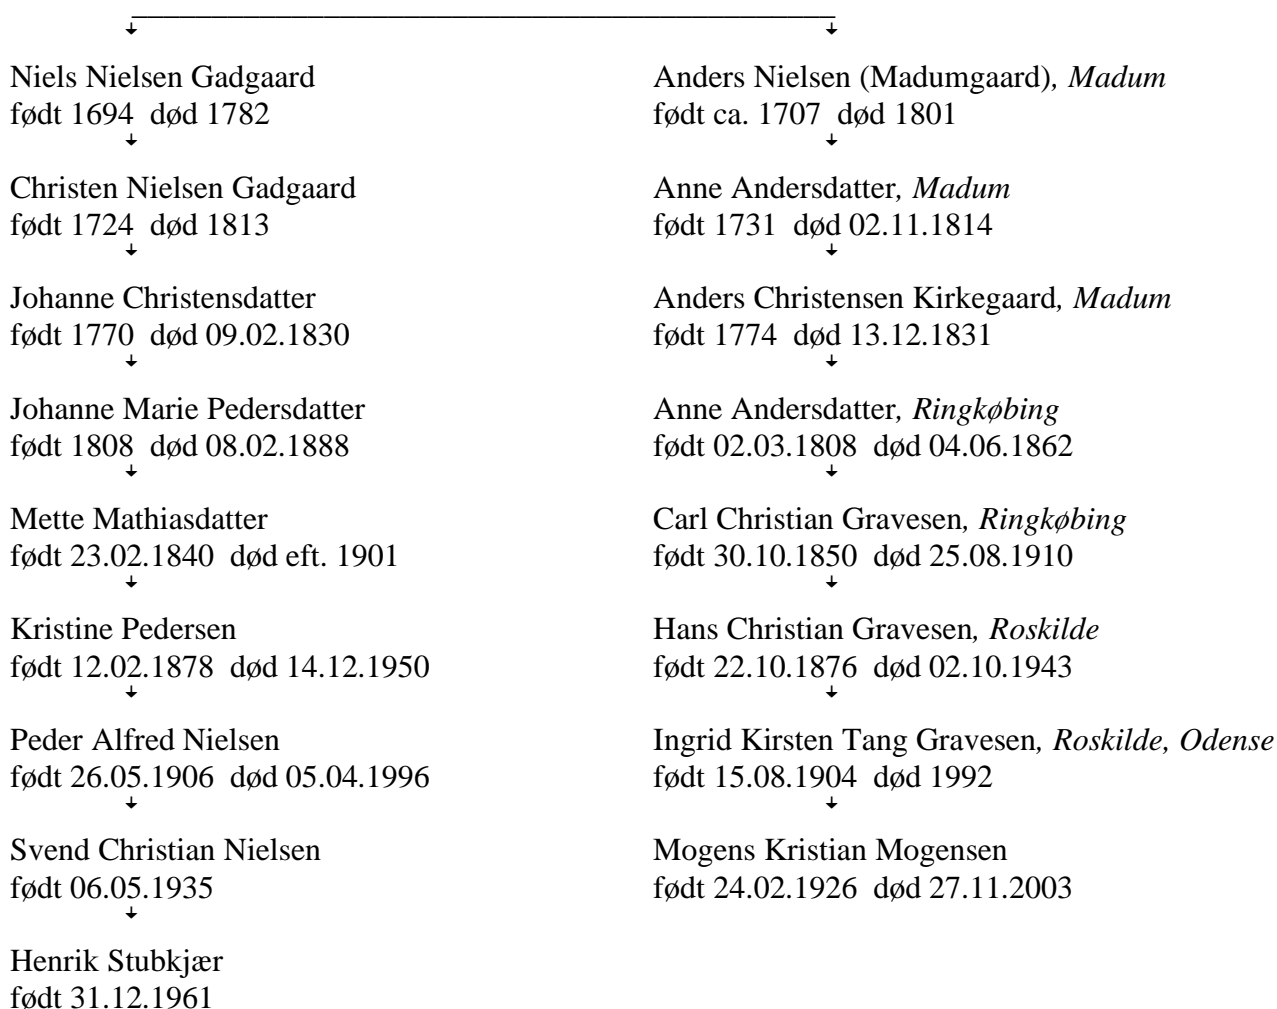 Niels Nielsen Gadgaard
født 1694  død 1782
Christen Nielsen Gadgaard
født 1724  død 1813
Johanne Christensdatter
født 1770  død 09.02.1830
Johanne Marie Pedersdatter
født 1808  død 08.02.1888
Mette Mathiasdatter
født 23.02.1840  død eft. 1901
Kristine Pedersen
født 12.02.1878  død 14.12.1950
Peder Alfred Nielsen
født 26.05.1906  død 05.04.1996
Svend Christian Nielsen
født 06.05.1935
Henrik Stubkjær
født 31.12.1961
Anders Nielsen (Madumgaard), Madum
født ca. 1707  død 1801
Anne Andersdatter, Madum
født 1731  død 02.11.1814
Anders Christensen Kirkegaard, Madum
født 1774  død 13.12.1831
Anne Andersdatter, Ringkøbing
født 02.03.1808  død 04.06.1862
Carl Christian Gravesen, Ringkøbing
født 30.10.1850  død 25.08.1910
Hans Christian Gravesen, Roskilde
født 22.10.1876  død 02.10.1943
Ingrid Kirsten Tang Gravesen, Roskilde, Odense
født 15.08.1904  død 1992
Mogens Kristian Mogensen
født 24.02.1926  død 27.11.2003